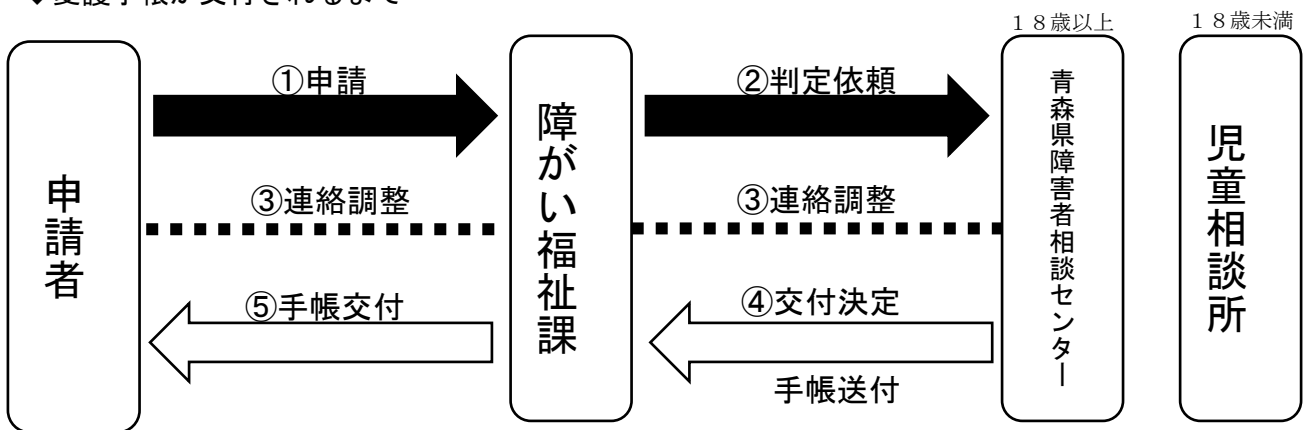 １８歳以上
１８歳未満
①申請
②判定依頼
③連絡調整
③連絡調整
⑤手帳交付
④交付決定
手帳送付
申請者
障がい福祉課
青森県障害者相談センター
児童相談所